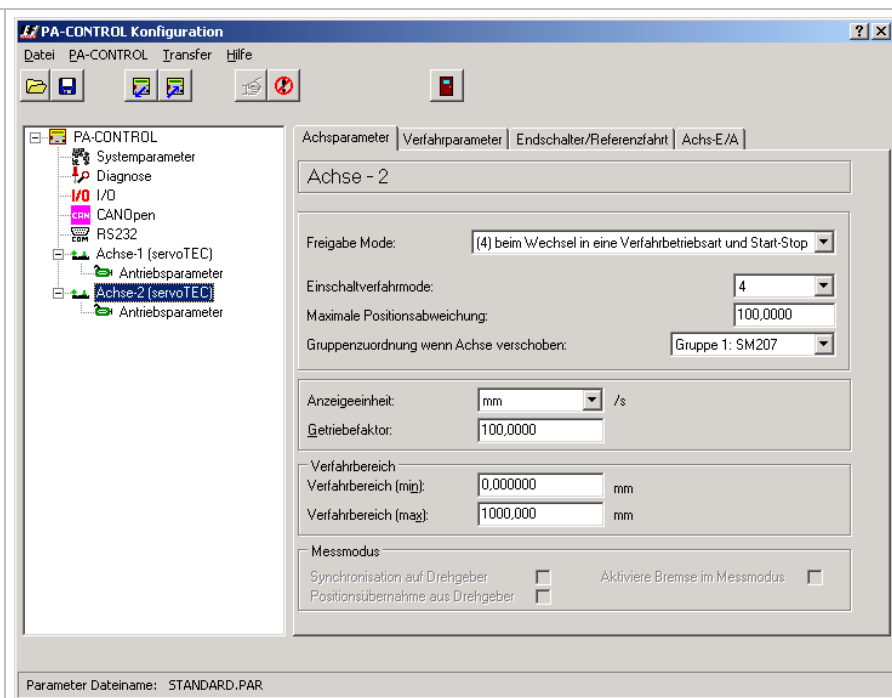 PA-CONTROL Konfiguration
Datei PA-CONTROL Transfer Hilfe
PA-CONTROL
Systemparameter
Diagnose
I/O I/O
CAN CANOpen
COM RS232
Achse-1 (servoTEC)
Antriebsparameter
Achse-2 (servoTEC)
Antriebsparameter
Achsparameter Verfahrparameter Endschalter/Referenzfahrt Achs-E/A
Achse - 2
Freigabe Mode: (4) beim Wechsel in eine Verfahrbetriebsart und Start-Stop
Einschaltverfahrmode: 4
Maximale Positionsabweichung: 100,0000
Gruppenzuordnung wenn Achse verschoben: Gruppe 1: SM207
Anzeigeeinheit: mm /s
Getriebefaktor: 100,0000
Verfahrbereich
Verfahrbereich (min): 0,000000 mm
Verfahrbereich (max): 1000,000 mm
Messmodus
Synchronisation auf Drehgeber Aktiviere Bremse im Messmodus
Positionsübernahme aus Drehgeber
Parameter Dateiname: STANDARD.PAR